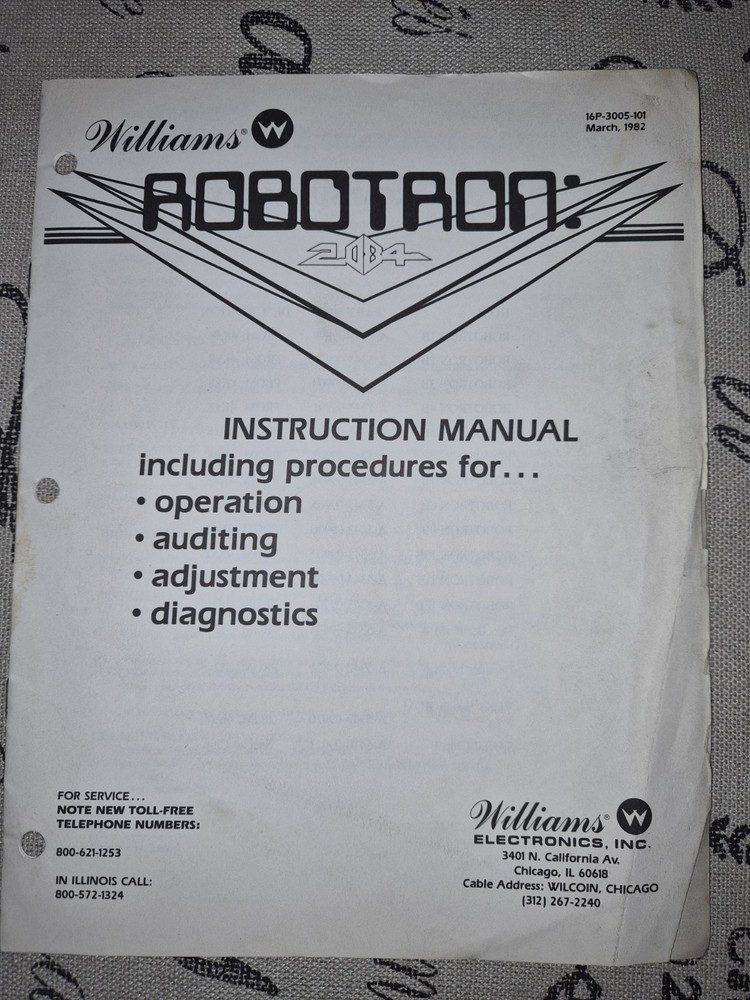 Williams® W
16P-3005-101
March, 1982
ROBOTRON:
2084
INSTRUCTION MANUAL
including procedures for...
• operation
• auditing
• adjustment
• diagnostics
FOR SERVICE...
NOTE NEW TOLL-FREE
TELEPHONE NUMBERS:
800-621-1253
IN ILLINOIS CALL:
800-572-1324
Williams® W
ELECTRONICS, INC.
3401 N. California Av.
Chicago, IL 60618
Cable Address: WILCOIN, CHICAGO
(312) 267-2240